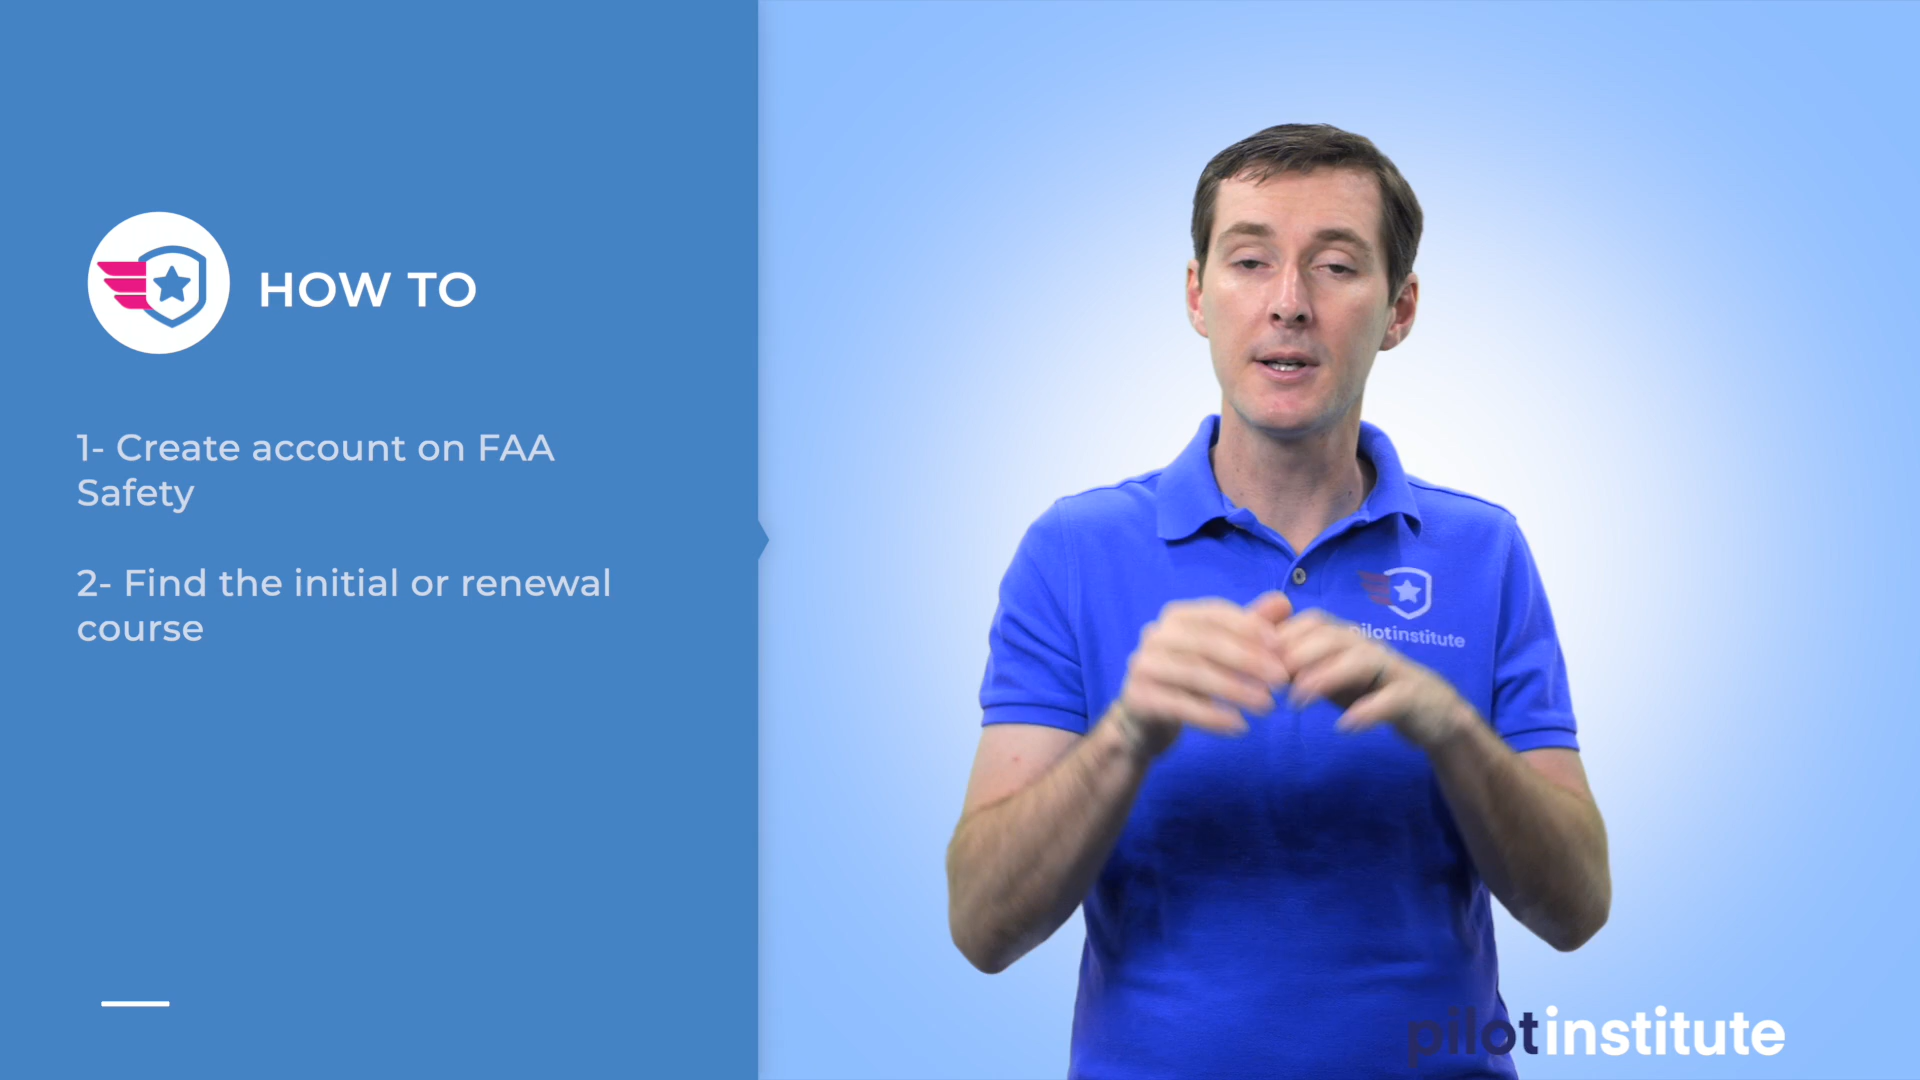 HOW TO
1- Create account on FAA
Safety
2- Find the initial or renewal
course
pilotinstitute
pilotinstitute